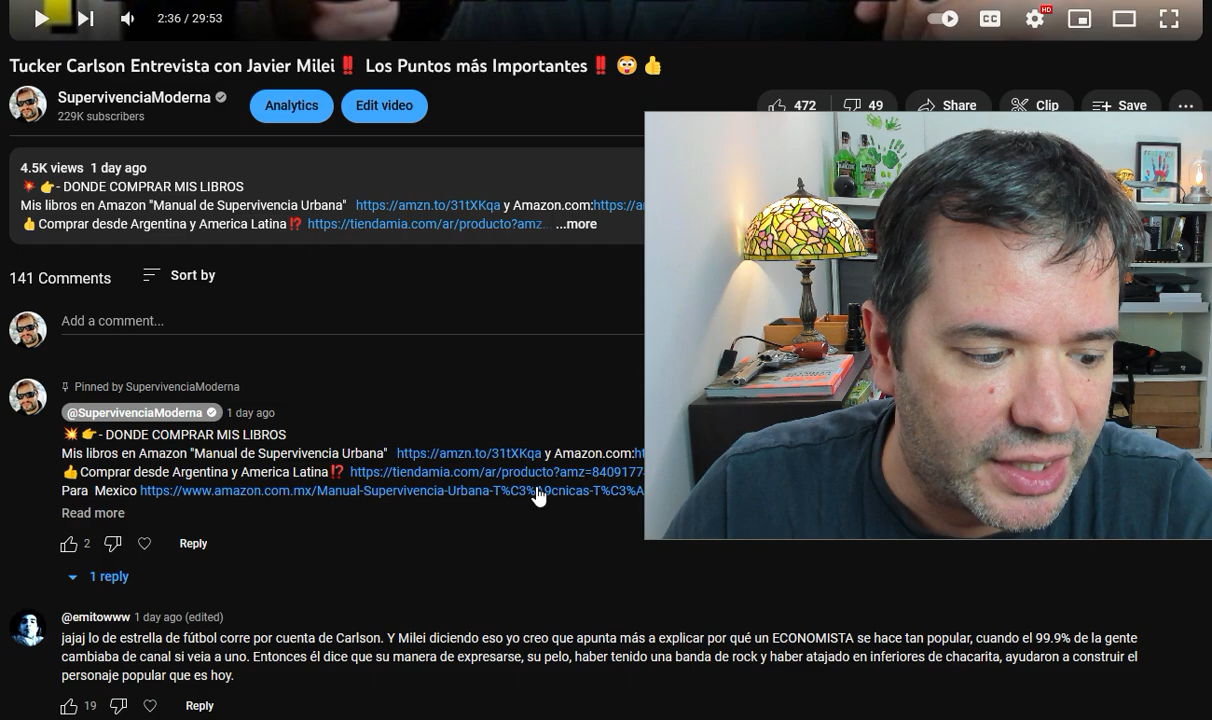 2:36 / 29:53
CC
HD
Tucker Carlson Entrevista con Javier Milei‼️ Los Puntos más Importantes‼️ 😳👍
SupervivenciaModerna
229K subscribers
Analytics
Edit video
472
49
Share
Clip
Save
4.5K views 1 day ago
💥 👉- DONDE COMPRAR MIS LIBROS
Mis libros en Amazon "Manual de Supervivencia Urbana" https://amzn.to/31tXKqa y Amazon.com:https://a
👍Comprar desde Argentina y America Latina⁉️ https://tiendamia.com/ar/producto?amz... ...more
141 Comments
Sort by
Add a comment...
Pinned by SupervivenciaModerna
@SupervivenciaModerna 1 day ago
💥 👉- DONDE COMPRAR MIS LIBROS
Mis libros en Amazon "Manual de Supervivencia Urbana" https://amzn.to/31tXKqa y Amazon.com:ht
👍Comprar desde Argentina y America Latina⁉️ https://tiendamia.com/ar/producto?amz=8409177
Para Mexico https://www.amazon.com.mx/Manual-Supervivencia-Urbana-T%C3%A9cnicas-T%C3%A
Read more
2
Reply
1 reply
@emitowww 1 day ago (edited)
jajaj lo de estrella de fútbol corre por cuenta de Carlson. Y Milei diciendo eso yo creo que apunta más a explicar por qué un ECONOMISTA se hace tan popular, cuando el 99.9% de la gente
cambiaba de canal si veia a uno. Entonces él dice que su manera de expresarse, su pelo, haber tenido una banda de rock y haber atajado en inferiores de chacarita, ayudaron a construir el
personaje popular que es hoy.
19
Reply